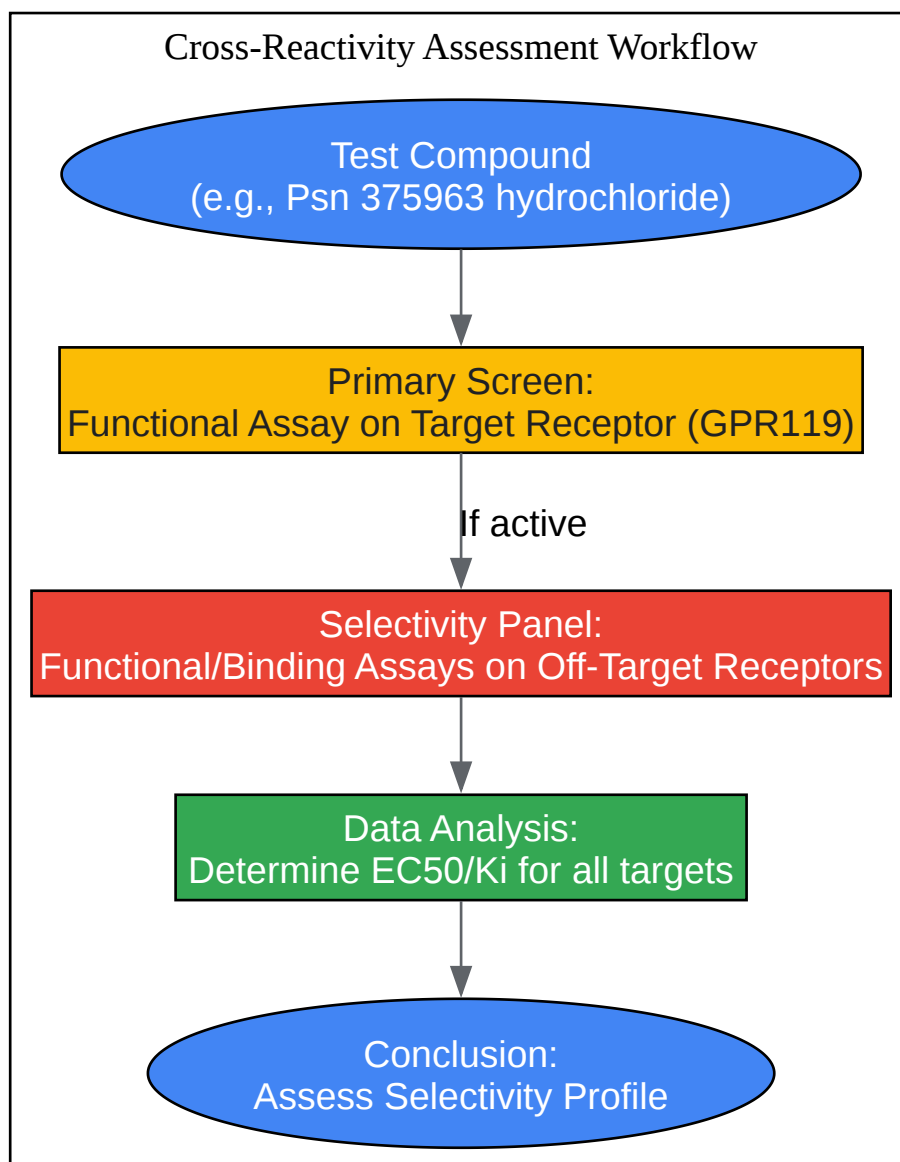 Cross-Reactivity Assessment Workflow
Test Compound
(e.g., Psn 375963 hydrochloride)
Primary Screen:
Functional Assay on Target Receptor (GPR119)
If active
Selectivity Panel:
Functional/Binding Assays on Off-Target Receptors
Data Analysis:
Determine EC50/Ki for all targets
Conclusion:
Assess Selectivity Profile